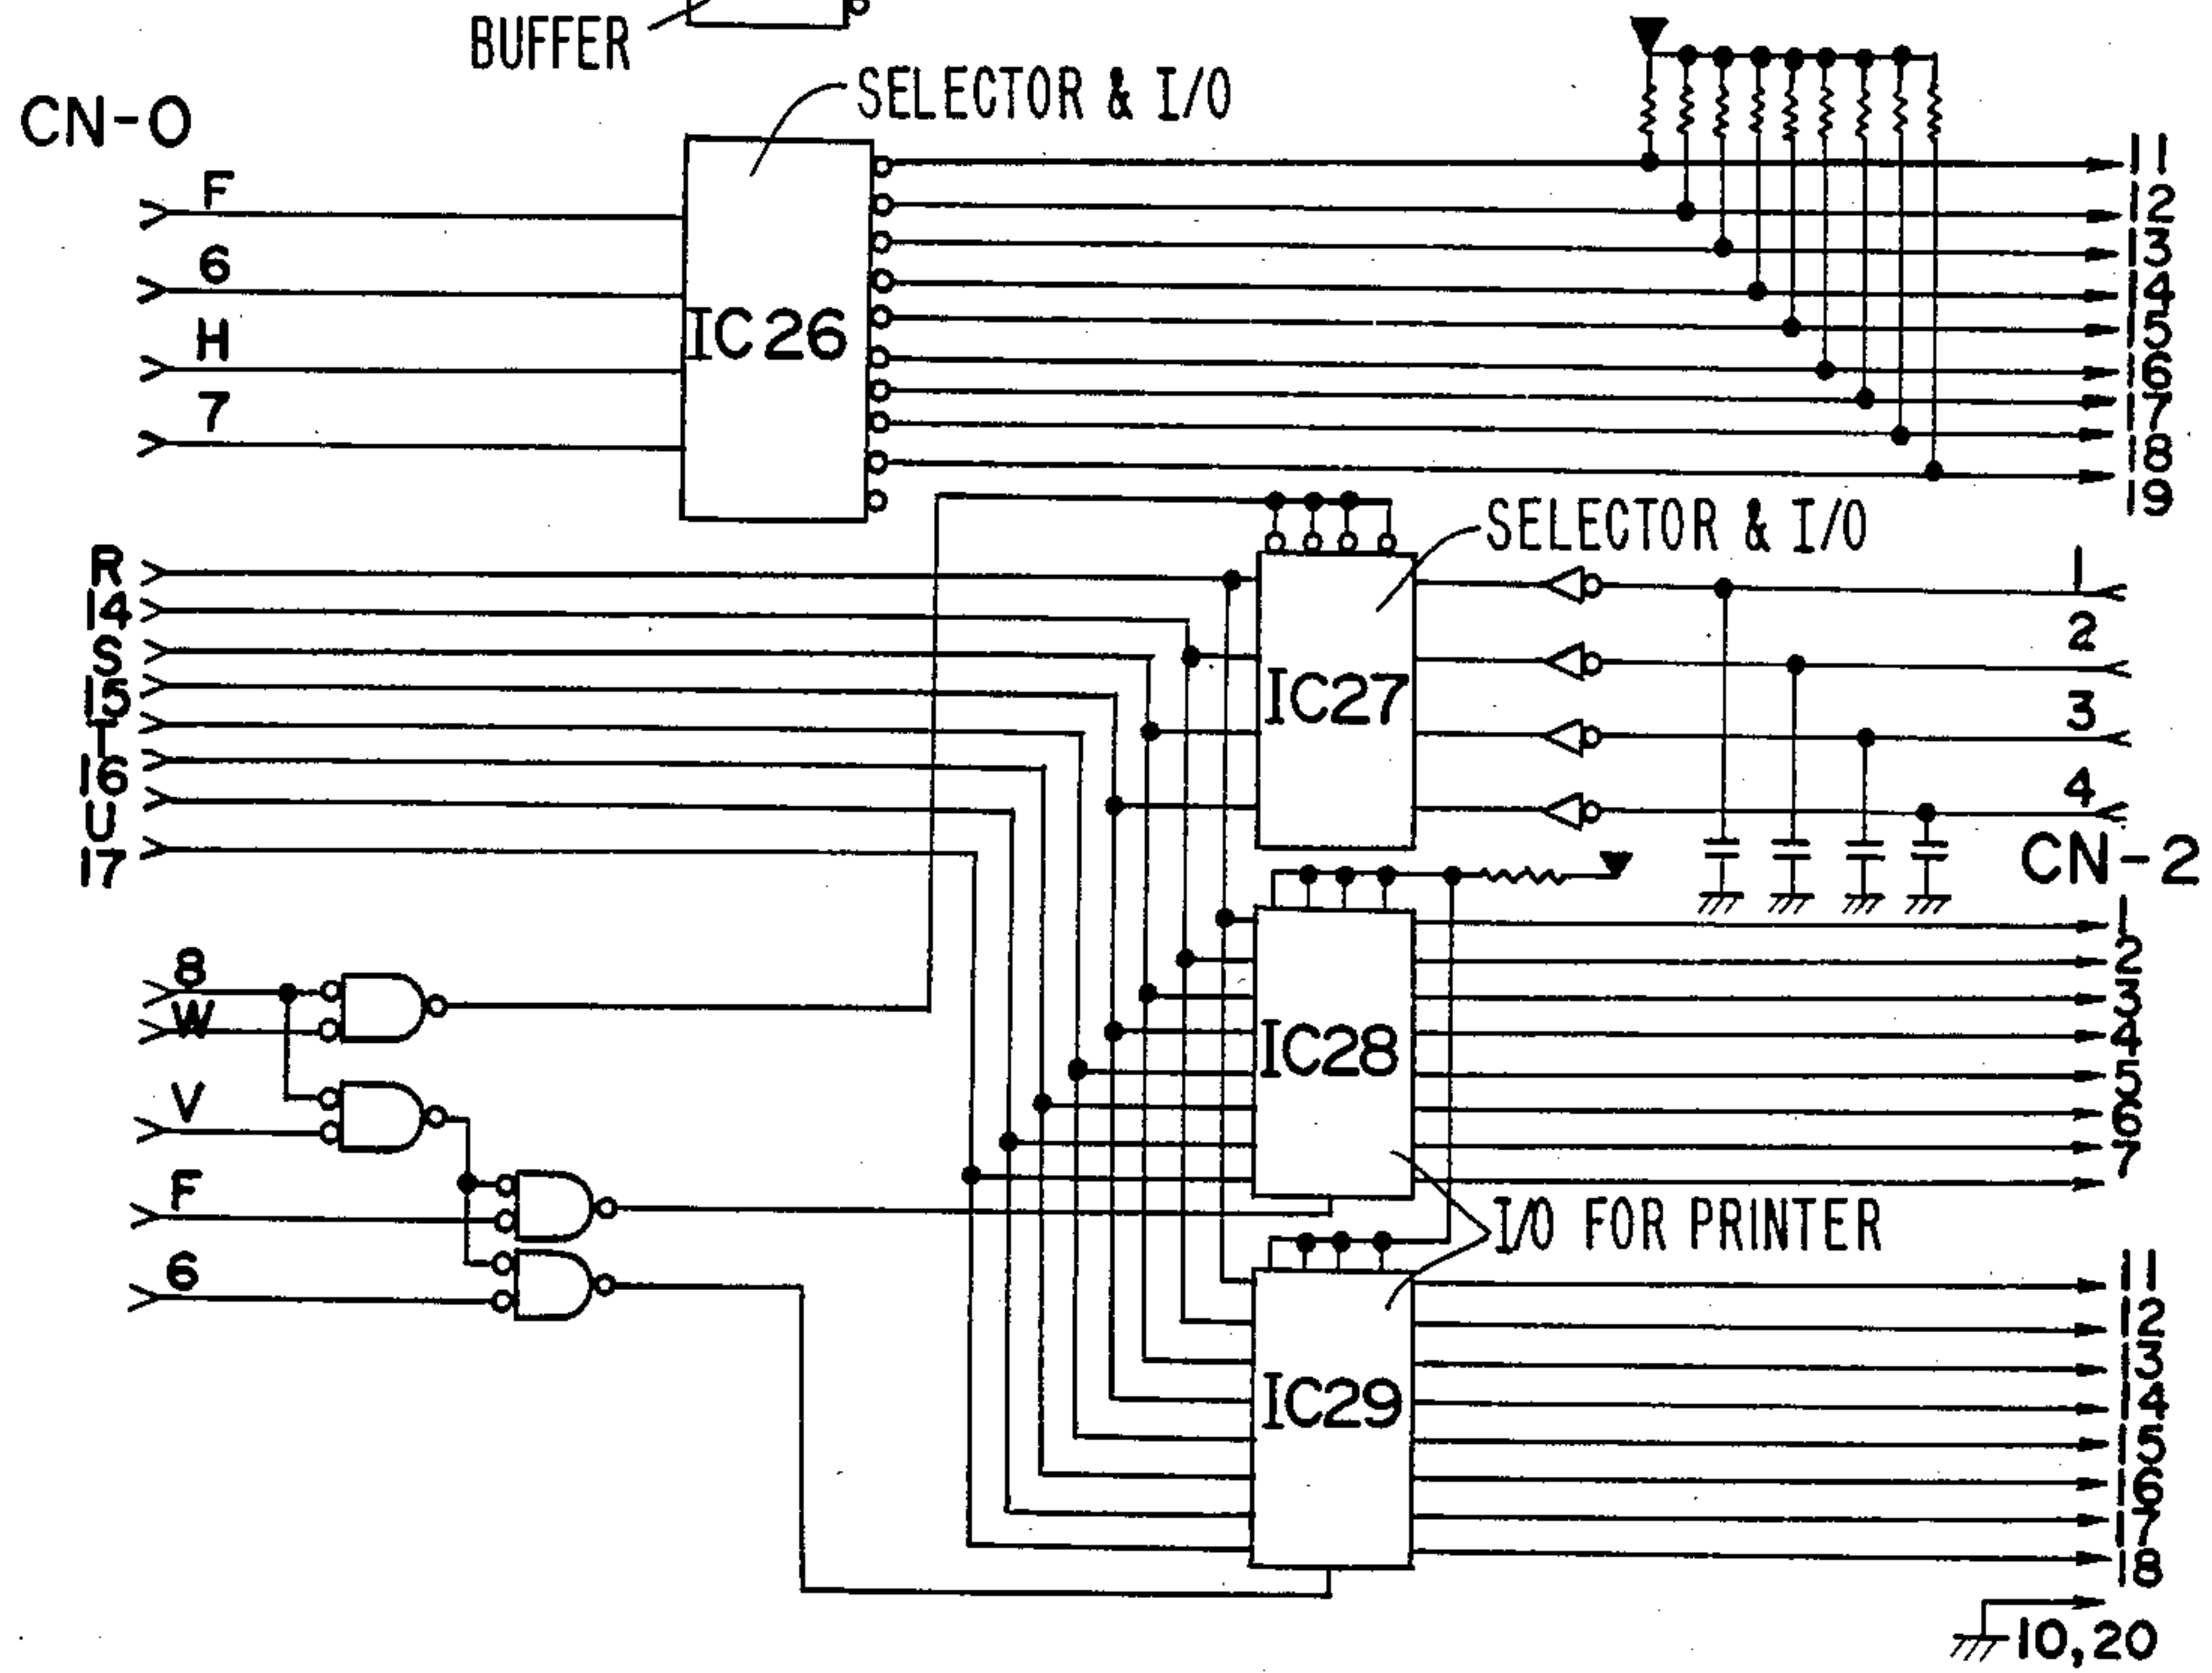 BUFFER
SELECTOR & I/O
CN-0
F
6
H
7
IC26
11
12
13
14
15
16
17
18
19
SELECTOR & I/O
R
14
S
15
T
16
U
17
IC27
1
2
3
4
CN-2
8
W
V
F
6
IC28
1
2
3
4
5
6
7
I/O FOR PRINTER
IC29
11
12
13
14
15
16
17
18
10,20